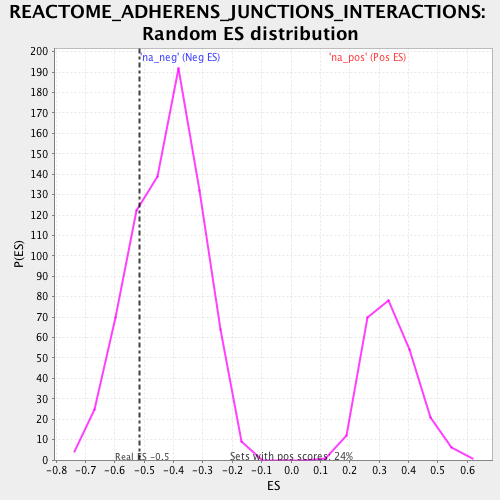 REACTOME_ADHERENS_JUNCTIONS_INTERACTIONS:
Random ES distribution
'na_neg' (Neg ES)
'na_pos' (Pos ES)
200
190
180
170
160
150
140
130
120
110
100
90
80
70
60
50
40
30
20
10
0
P(ES)
Real ES -0.5
Sets with pos scores: 24%
-0.8 -0.7 -0.6 -0.5 -0.4 -0.3 -0.2 -0.1 0.0 0.1 0.2 0.3 0.4 0.5 0.6
ES